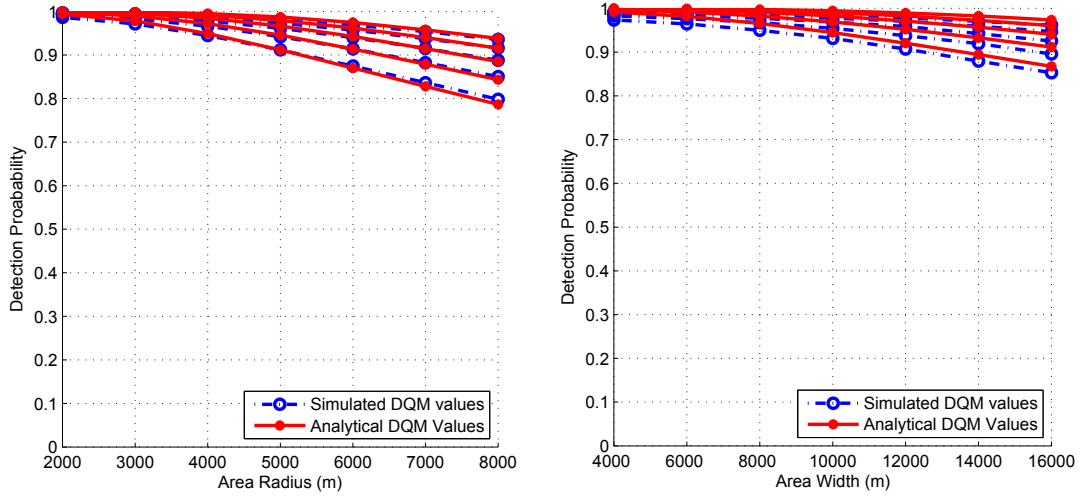 1
0.9
0.8
0.7
0.6
0.5
0.4
0.3
0.2
0.1
0
2000 3000 4000 5000 6000 7000 8000
Area Radius (m)
Detection Proabability
Simulated DQM values
Analytical DQM Values
1
0.9
0.8
0.7
0.6
0.5
0.4
0.3
0.2
0.1
0
4000 6000 8000 10000 12000 14000 16000
Area Width (m)
Detection Probability
Simulated DQM values
Analytical DQM Values